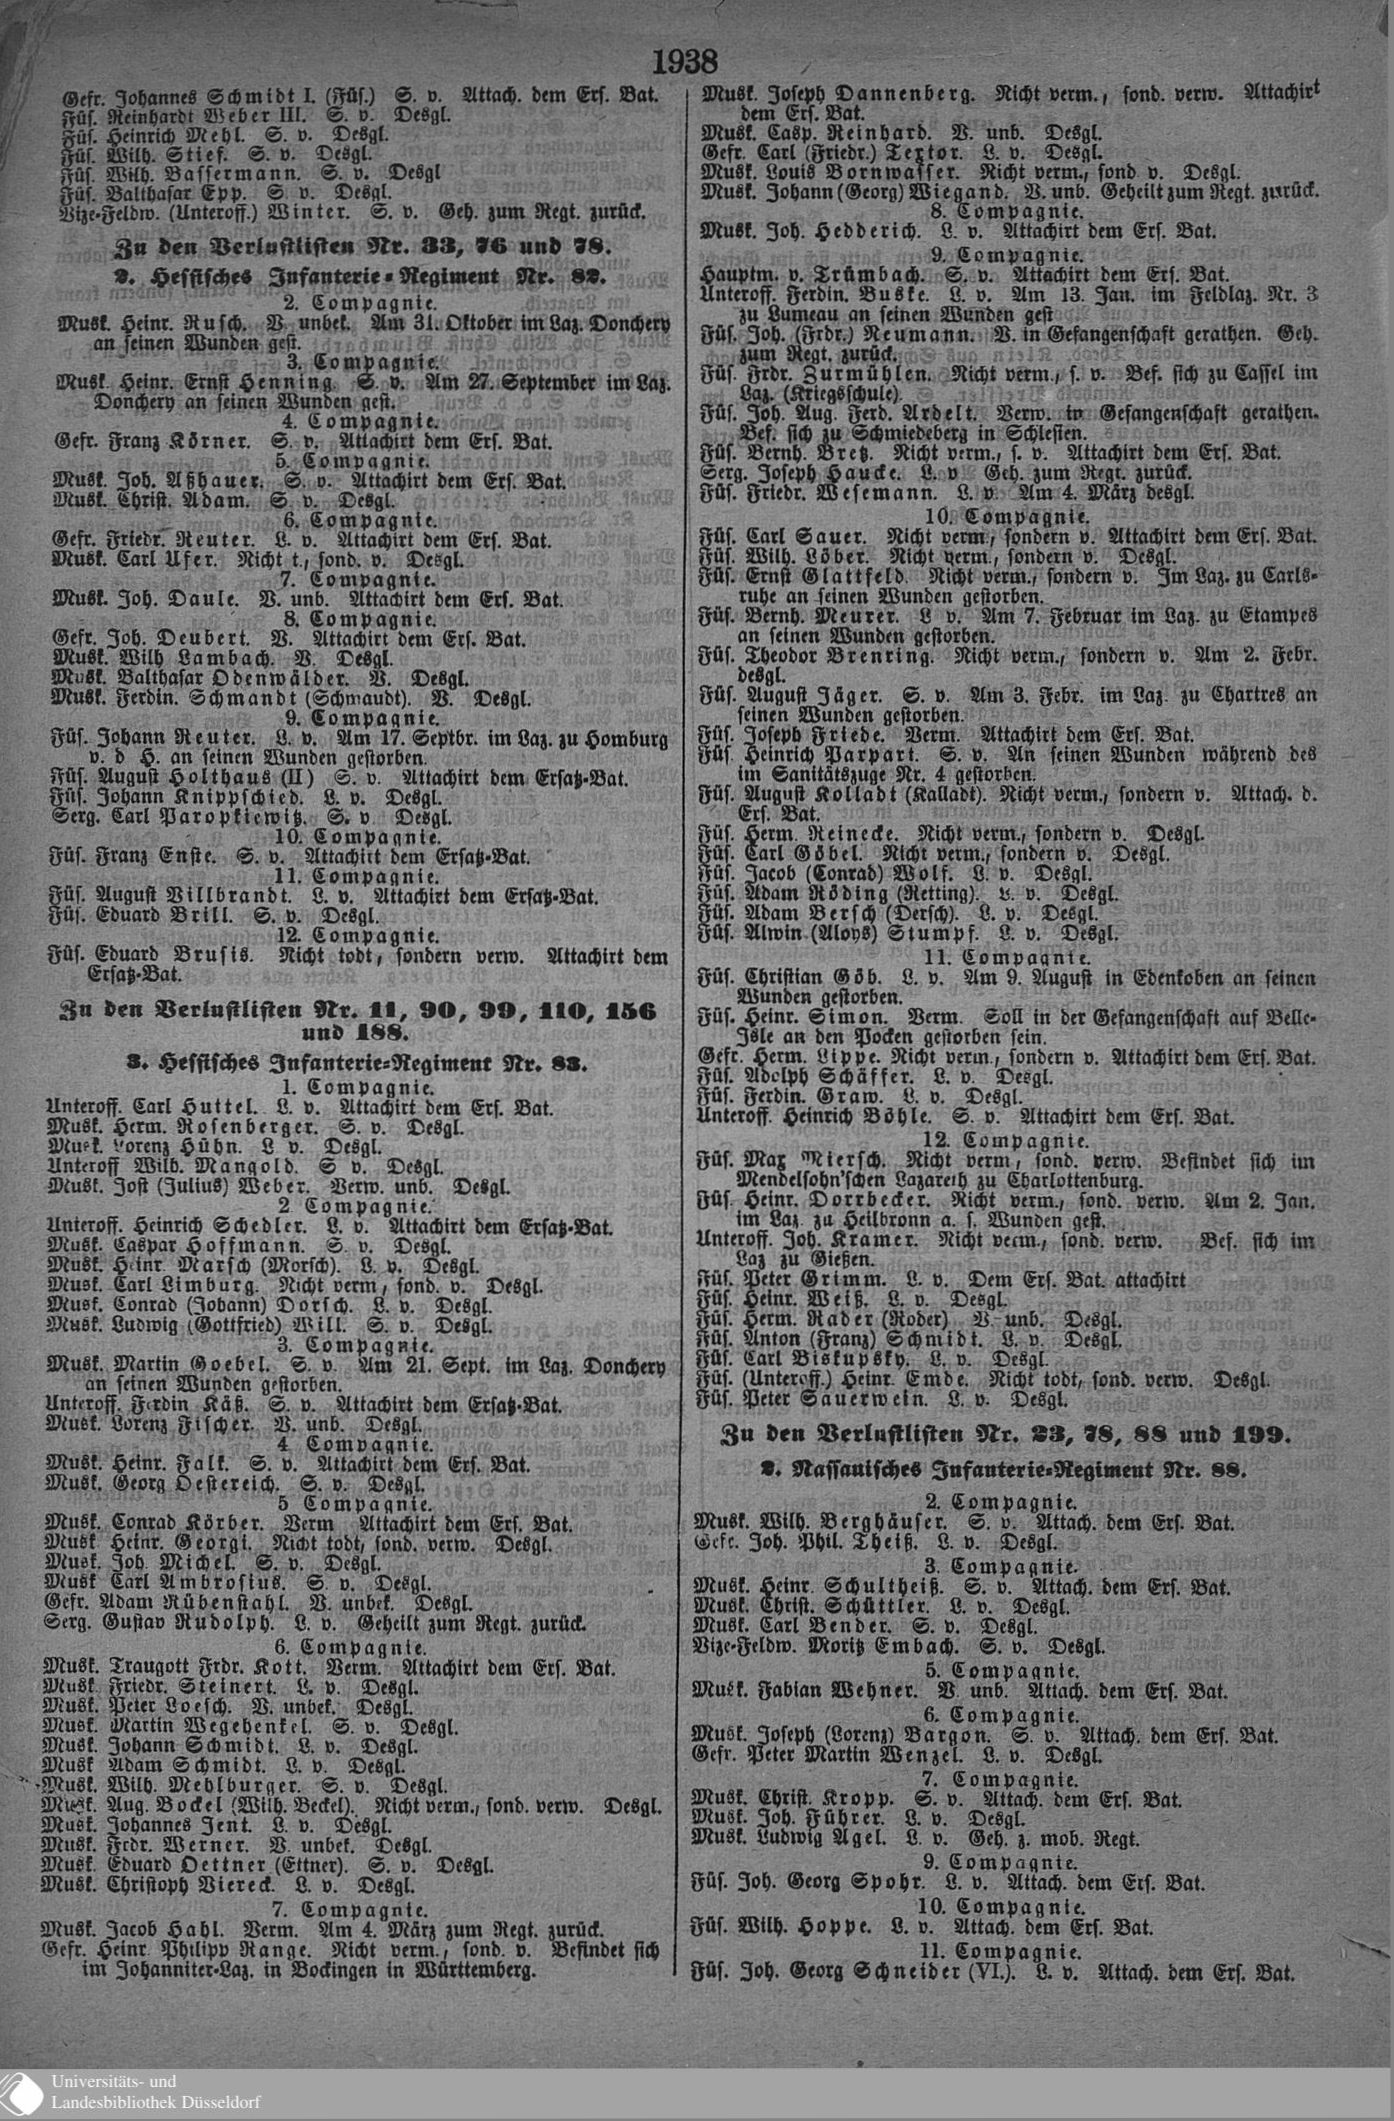 1938
Gefr. Johannes Schmidt I. (Füs.) S. v. Attach. dem Ers. Bat.
Füs. Reinhardt Weber III. S. v. Desgl.
Füs. Heinrich Mehl. S. v. Desgl.
Füs. Wilh. Stief. S. v. Desgl.
Füs. Wilh. Bassermann. S. v. Desgl
Füs. Balthasar Epp. S v. Desgl.
Vize-Feldw. (Unteroff.) Winter. S. v. Geh. zum Regt. zurück.
Zu den Verlustlisten Nr. 33, 76 und 78.
2. Hessisches Infanterie-Regiment Nr. 82.
2. Compagnie.
Musk. Heinr. Rusch. V. unbek. Am 31. Oktober im Laz. Donchery
an seinen Wunden gest.
3. Compagnie.
Musk. Heinr. Ernst Henning. S. v. Am 27. September im Laz.
Donchery an seinen Wunden gest.
4. Compagnie.
Gefr. Franz Körner. S. v. Attachirt dem Ers. Bat.
5. Compagnie.
Musk. Joh. Aßhauer. S. v. Attachirt dem Ers. Bat.
Musk. Christ. Adam. S v. Desgl.
6. Compagnie.
Gefr. Friedr. Reuter. L. v. Attachirt dem Ers. Bat.
Musk. Carl Ufer. Nicht t., sond. v. Desgl.
7. Compagnie.
Musk. Joh. Daule. V. unb. Attachirt dem Ers. Bat.
8. Compagnie.
Gefr. Joh. Deubert. V. Attachirt dem Ers. Bat.
Musk. Wilh Lambach. V. Desgl.
Musk. Balthasar Odenwälder. V. Desgl.
Musk. Ferdin. Schmandt (Schwaudt). V. Desgl.
9. Compagnie.
Füs. Johann Reuter. L. v. Am 17. Septbr. im Laz. zu Homburg
v. d H. an seinen Wunden gestorben.
Füs. August Holthaus (II) S. v. Attachirt dem Ersatz-Bat.
Füs. Johann Knippschied. L. v. Desgl.
Serg. Carl Paropkiewitz. S. v Desgl.
10. Compagnie.
Füs. Franz Enste. S. v. Attachirt dem Ersatz-Bat.
11. Compagnie.
Füs. August Villbrandt. L. v. Attachirt dem Ersatz-Bat.
Füs. Eduard Brill. S. v. Desgl.
12. Compagnie.
Füs. Eduard Brusis. Nicht todt, sondern verw. Attachirt dem
Ersatz-Bat.
Zu den Verlustlisten Nr. 11, 90, 99, 110, 156
und 188.
3. Hessisches Infanterie-Regiment Nr. 83.
1. Compagnie.
Unteroff. Carl Huttel. L. v. Attachirt dem Ers. Bat.
Musk. Herm. Rosenberger. S. v. Desgl.
Musk. Lorenz Hühn. L v. Desgl.
Unteroff Wilh. Mangold. S v. Desgl.
Musk. Jost (Julius) Weber. Verw. unb. Desgl.
2 Compagnie.
Unteroff. Heinrich Schedler. L. v. Attachirt dem Ersatz-Bat.
Musk. Caspar Hoffmann. S. v. Desgl.
Musk. Heinr. Marsch (Morsch). L. v. Desgl.
Musk. Carl Limburg. Nicht verm, sond. v. Desgl.
Musk. Conrad (Johann) Dorsch. L. v. Desgl.
Musk. Ludwig (Gottfried) Will. S. v. Desgl.
3. Compagnie.
Musk. Martin Goebel. S. v. Am 21. Sept. im Laz. Donchery
an seinen Wunden gestorben.
Unteroff. Ferdin Käß. S. v. Attachirt dem Ersatz-Bat.
Musk. Lorenz Fischer. V. unb. Desgl.
4 Compagnie.
Musk. Heinr. Falk. S. v. Attachirt dem Ers. Bat.
Musk. Georg Oestereich. S. v. Desgl.
5 Compagnie.
Musk. Conrad Körber. Verm Attachirt dem Ers. Bat.
Musk Heinr. Georgi. Nicht todt, sond. verw. Desgl.
Musk. Joh. Michel. S. v. Desgl.
Musk Carl Ambrosius. S. v. Desgl.
Gefr. Adam Rübenstahl. V. unbek. Desgl.
Serg. Gustav Rudolph. L. v. Geheilt zum Regt. zurück.
6. Compagnie.
Musk. Traugott Frdr. Kott. Verm. Attachirt dem Ers. Bat.
Musk. Friedr. Steinert. L. v. Desgl.
Musk. Peter Loesch. V. unbek. Desgl.
Musk. Martin Wegehenkel. S. v. Desgl.
Musk. Johann Schmidt. L. v. Desgl.
Musk Adam Schmidt. L. v. Desgl.
Musk. Wilh. Mehlburger. S. v. Desgl.
Musk. Aug. Bockel (Wilh. Beckel). Nicht verm., sond. verw. Desgl.
Musk. Johannes Jent. L. v. Desgl.
Musk. Frdr. Werner. V. unbek. Desgl.
Musk. Eduard Oettner (Ettner). S. v. Desgl.
Musk. Christoph Viereck. L. v. Desgl.
7. Compagnie.
Musk. Jacob Hahl. Verm. Am 4. März zum Regt. zurück.
Gefr. Heinr Philipp Range. Nicht verm., sond. v. Befindet sich
im Johanniter-Laz. in Bockingen in Württemberg.
Musk. Joseph Dannenberg. Nicht verm., sond. verw. Attachirt
dem Ers. Bat.
Musk. Casp. Reinhard. V. unb. Desgl.
Gefr. Carl (Friedr.) Textor. L. v. Desgl.
Musk. Louis Bornwasser. Nicht verm., sond v. Desgl.
Musk. Johann (Georg) Wiegand. V. unb. Geheilt zum Regt. zurück.
8. Compagnie.
Musk. Joh. Hedderich. L. v. Attachirt dem Ers. Bat.
9. Compagnie.
Hauptm. v. Trümbach. S. v. Attachirt dem Ers. Bat.
Unteroff. Ferdin. Buske. L. v. Am 13. Jan. im Feldlaz. Nr. 3
zu Lumeau an seinen Wunden gest
Füs. Joh. (Frdr.) Neumann. V. in Gefangenschaft gerathen. Geh.
zum Regt. zurück.
Füs. Frdr. Zurmühlen. Nicht verm., s. v. Bef. sich zu Cassel im
Laz. (Kriegsschule)
Füs. Joh. Aug. Ferd. Ardelt. Verw. in Gefangenschaft gerathen.
Bef. sich zu Schmiedeberg in Schlesien.
Füs. Bernh. Bretz. Nicht verm., s. v. Attachirt dem Ers. Bat.
Serg. Joseph Haucke. L. v Geh. zum Regt. zurück.
Füs. Friedr. Wesemann. L. v. Am 4. März desgl.
10. Compagnie.
Füs. Carl Sauer. Nicht verm., sondern v. Attachirt dem Ers. Bat.
Füs. Wilh. Löber. Nicht verm., sondern v. Desgl.
Füs. Ernst Glattfeld. Nicht verm., sondern v. Im Laz. zu Carls-
ruhe an seinen Wunden gestorben.
Füs. Bernh. Meurer. L v. Am 7. Februar im Laz. zu Etampes
an seinen Wunden gestorben.
Füs. Theodor Brenring. Nicht verm., sondern v. Am 2. Febr.
desgl.
Füs. August Jäger. S. v. Am 3. Febr. im Laz. zu Chartres an
seinen Wunden gestorben.
Füs. Joseph Friede. Verm. Attachirt dem Ers. Bat.
Füs. Heinrich Parpart. S. v. An seinen Wunden während des
im Sanitätszuge Nr. 4 gestorben.
Füs. August Kolladt (Kalladt). Nicht verm., sondern v. Attach. d.
Ers. Bat.
Füs. Herm. Reinecke. Nicht verm., sondern v. Desgl.
Füs. Carl Göbel. Nicht verm., sondern v. Desgl.
Füs. Jacob (Conrad) Wolf. L. v. Desgl.
Füs. Adam Röding (Retting). L. v. Desgl.
Füs. Adam Bersch (Dersch). L. v. Desgl.
Füs. Alwin (Aloys) Stumpf. L. v. Desgl.
11. Compagnie.
Füs. Christian Göb. L. v. Am 9. August in Edenkoben an seinen
Wunden gestorben.
Füs. Heinr. Simon. Verm. Soll in der Gefangenschaft auf Belle-
Isle an den Pocken gestorben sein.
Gefr. Herm. Lippe. Nicht verm., sondern v. Attachirt dem Ers. Bat.
Füs. Adolph Schäffer. L. v. Desgl.
Füs. Ferdin. Graw. L. v. Desgl.
Unteroff. Heinrich Böhle. S. v. Attachirt dem Ers. Bat.
12. Compagnie.
Füs. Max Miersch. Nicht verm, sond. verw. Befindet sich im
Mendelsohn'schen Lazareth zu Charlottenburg.
Füs. Heinr. Dorrbecker. Nicht verm., sond. verw. Am 2. Jan.
im Laz. zu Heilbronn a. s. Wunden gest.
Unteroff. Joh. Kramer. Nicht verm., sond. verw. Bef. sich im
Laz zu Gießen.
Füs. Peter Grimm. L. v. Dem Ers. Bat. attachirt
Füs. Heinr. Weiß. L. v. Desgl.
Füs. Herm. Rader (Roder) V. unb. Desgl.
Füs. Anton (Franz) Schmidt. L. v. Desgl.
Füs. Carl Biskupsky. L. v. Desgl.
Füs. (Unteroff.) Heinr. Emde. Nicht todt, sond. verw. Desgl.
Füs. Peter Sauerwein. L. v. Desgl.
Zu den Verlustlisten Nr. 23, 78, 88 und 199.
2. Nassauisches Infanterie-Regiment Nr. 88.
2. Compagnie.
Musk. Wilh. Berghäuser. S. v. Attach. dem Ers. Bat.
Gefr. Joh. Phil. Theiß. L. v. Desgl.
3. Compagnie.
Musk. Heinr. Schultheiß. S. v. Attach. dem Ers. Bat.
Musk. Christ. Schüttler. L. v. Desgl.
Musk. Carl Bender. S. v. Desgl.
Vize-Feldw. Moritz Embach. S. v. Desgl.
5. Compagnie.
Musk. Fabian Wehner. V. unb. Attach. dem Ers. Bat.
6. Compagnie.
Musk. Joseph (Lorenz) Bargon. S. v. Attach. dem Ers. Bat.
Gefr. Peter Martin Wenzel. L. v. Desgl.
7. Compagnie.
Musk. Christ. Kropp. S. v. Attach. dem Ers. Bat.
Musk. Joh. Führer. L. v. Desgl.
Musk. Ludwig Agel. L. v. Geh. z. mob. Regt.
9. Compagnie.
Füs. Joh. Georg Spohr. L. v. Attach. dem Ers. Bat.
10. Compagnie.
Füs. Wilh. Hoppe. L. v. Attach. dem Ers. Bat.
11. Compagnie.
Füs. Joh. Georg Schneider (VI.). L. v. Attach. dem Ers. Bat.
Universitäts- und
Landesbibliothek Düsseldorf